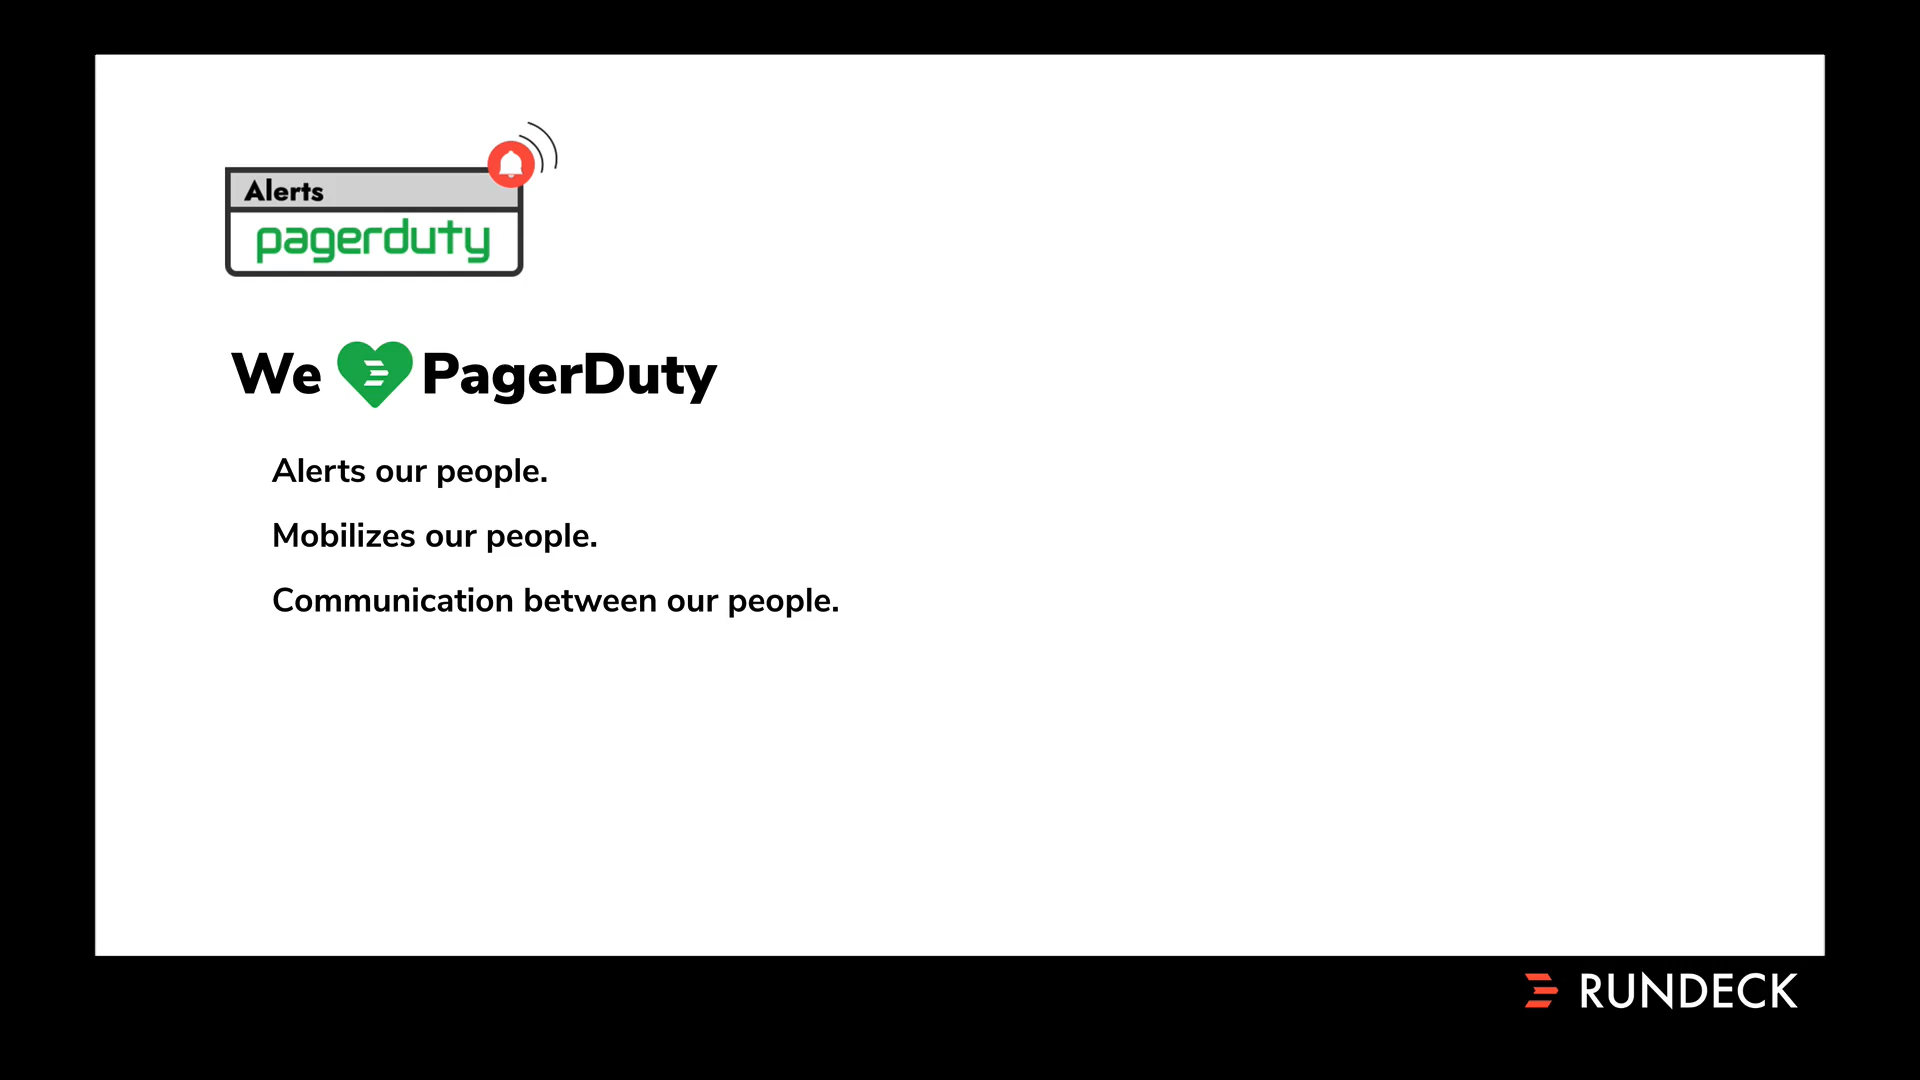 Alerts
pagerduty
We PagerDuty
Alerts our people.
Mobilizes our people.
Communication between our people.
RUNDECK